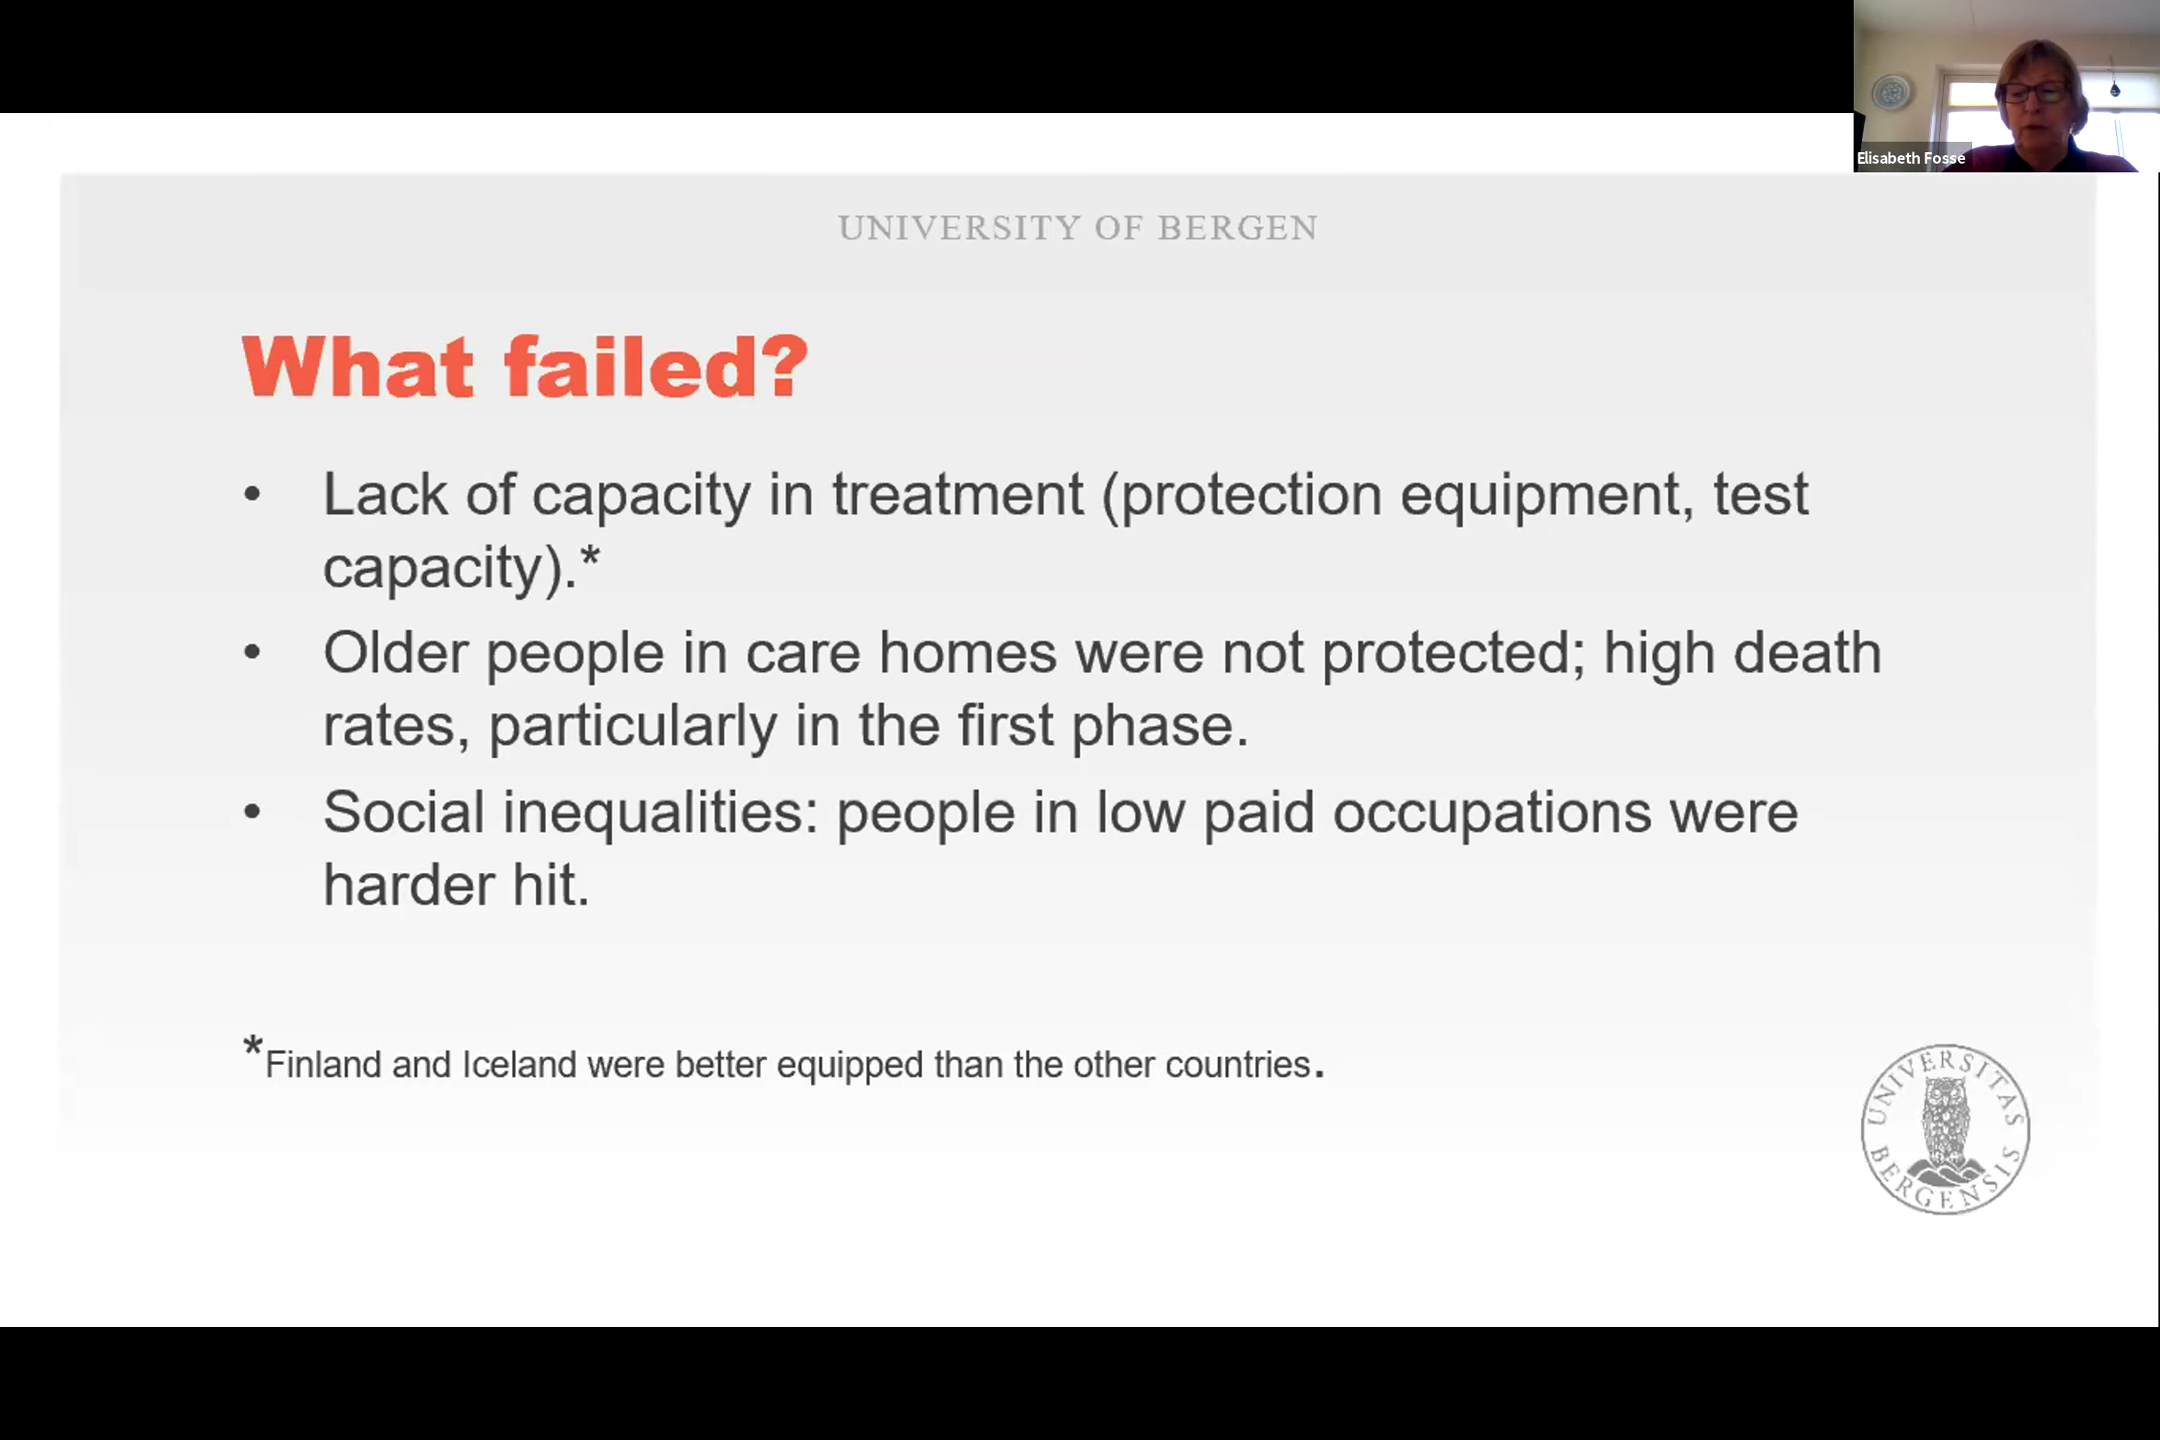 Elisabeth Fosse
UNIVERSITY OF BERGEN
What failed?
• Lack of capacity in treatment (protection equipment, test
capacity).*
• Older people in care homes were not protected; high death
rates, particularly in the first phase.
• Social inequalities: people in low paid occupations were
harder hit.
*Finland and Iceland were better equipped than the other countries.
UNIVERSITAS
BERGENSIS